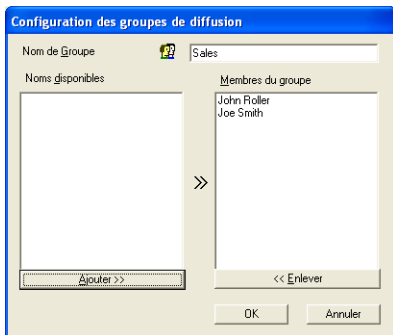 Configuration des groupes de diffusion
Nom de Groupe
Sales
Noms disponibles
Membres du groupe
John Roller
Joe Smith
Ajouter >>
<< Enlever
OK
Annuler